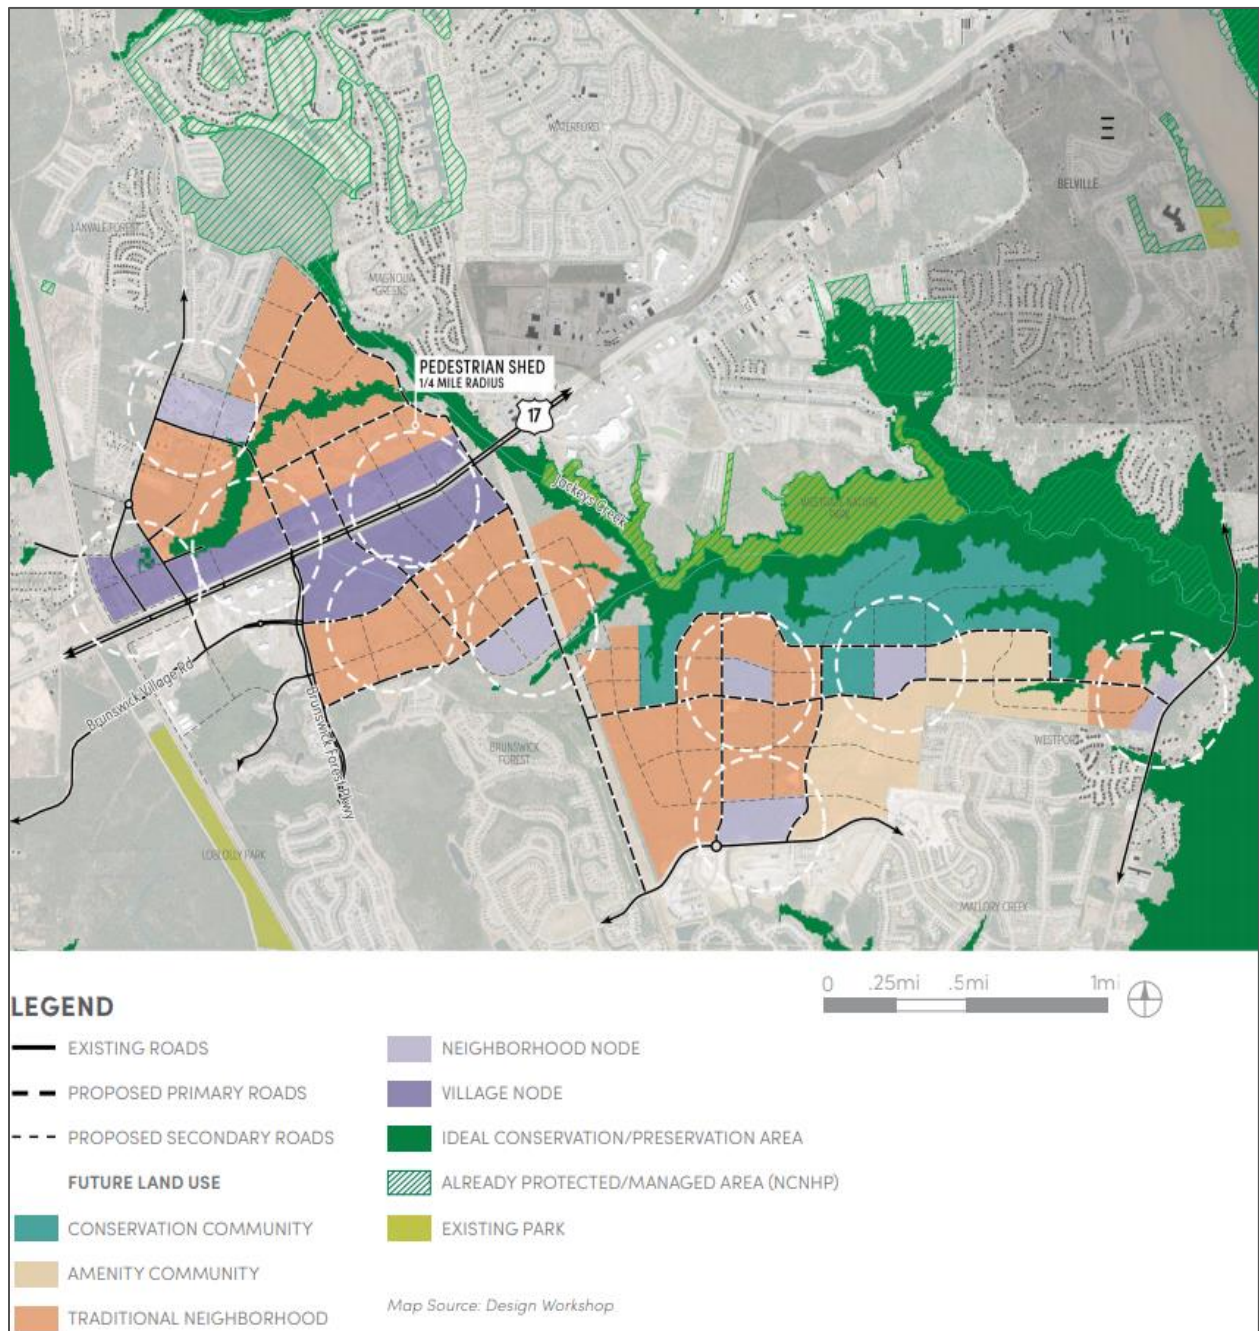 WATERFORD
BELVILLE
LANVALE FOREST
MAGNOLIA
GREENS
PEDESTRIAN SHED
1/4 MILE RADIUS
17
Jackeys Creek
Brunswick Village Rd
Brunswick Forest Pkwy
BRUNSWICK
FOREST
WESTPORT
LOBLOLLY PARK
MALLORY CREEK
0 .25mi .5mi 1mi
LEGEND
EXISTING ROADS
PROPOSED PRIMARY ROADS
PROPOSED SECONDARY ROADS
FUTURE LAND USE
CONSERVATION COMMUNITY
AMENITY COMMUNITY
TRADITIONAL NEIGHBORHOOD
NEIGHBORHOOD NODE
VILLAGE NODE
IDEAL CONSERVATION/PRESERVATION AREA
ALREADY PROTECTED/MANAGED AREA (NCNHP)
EXISTING PARK
Map Source: Design Workshop